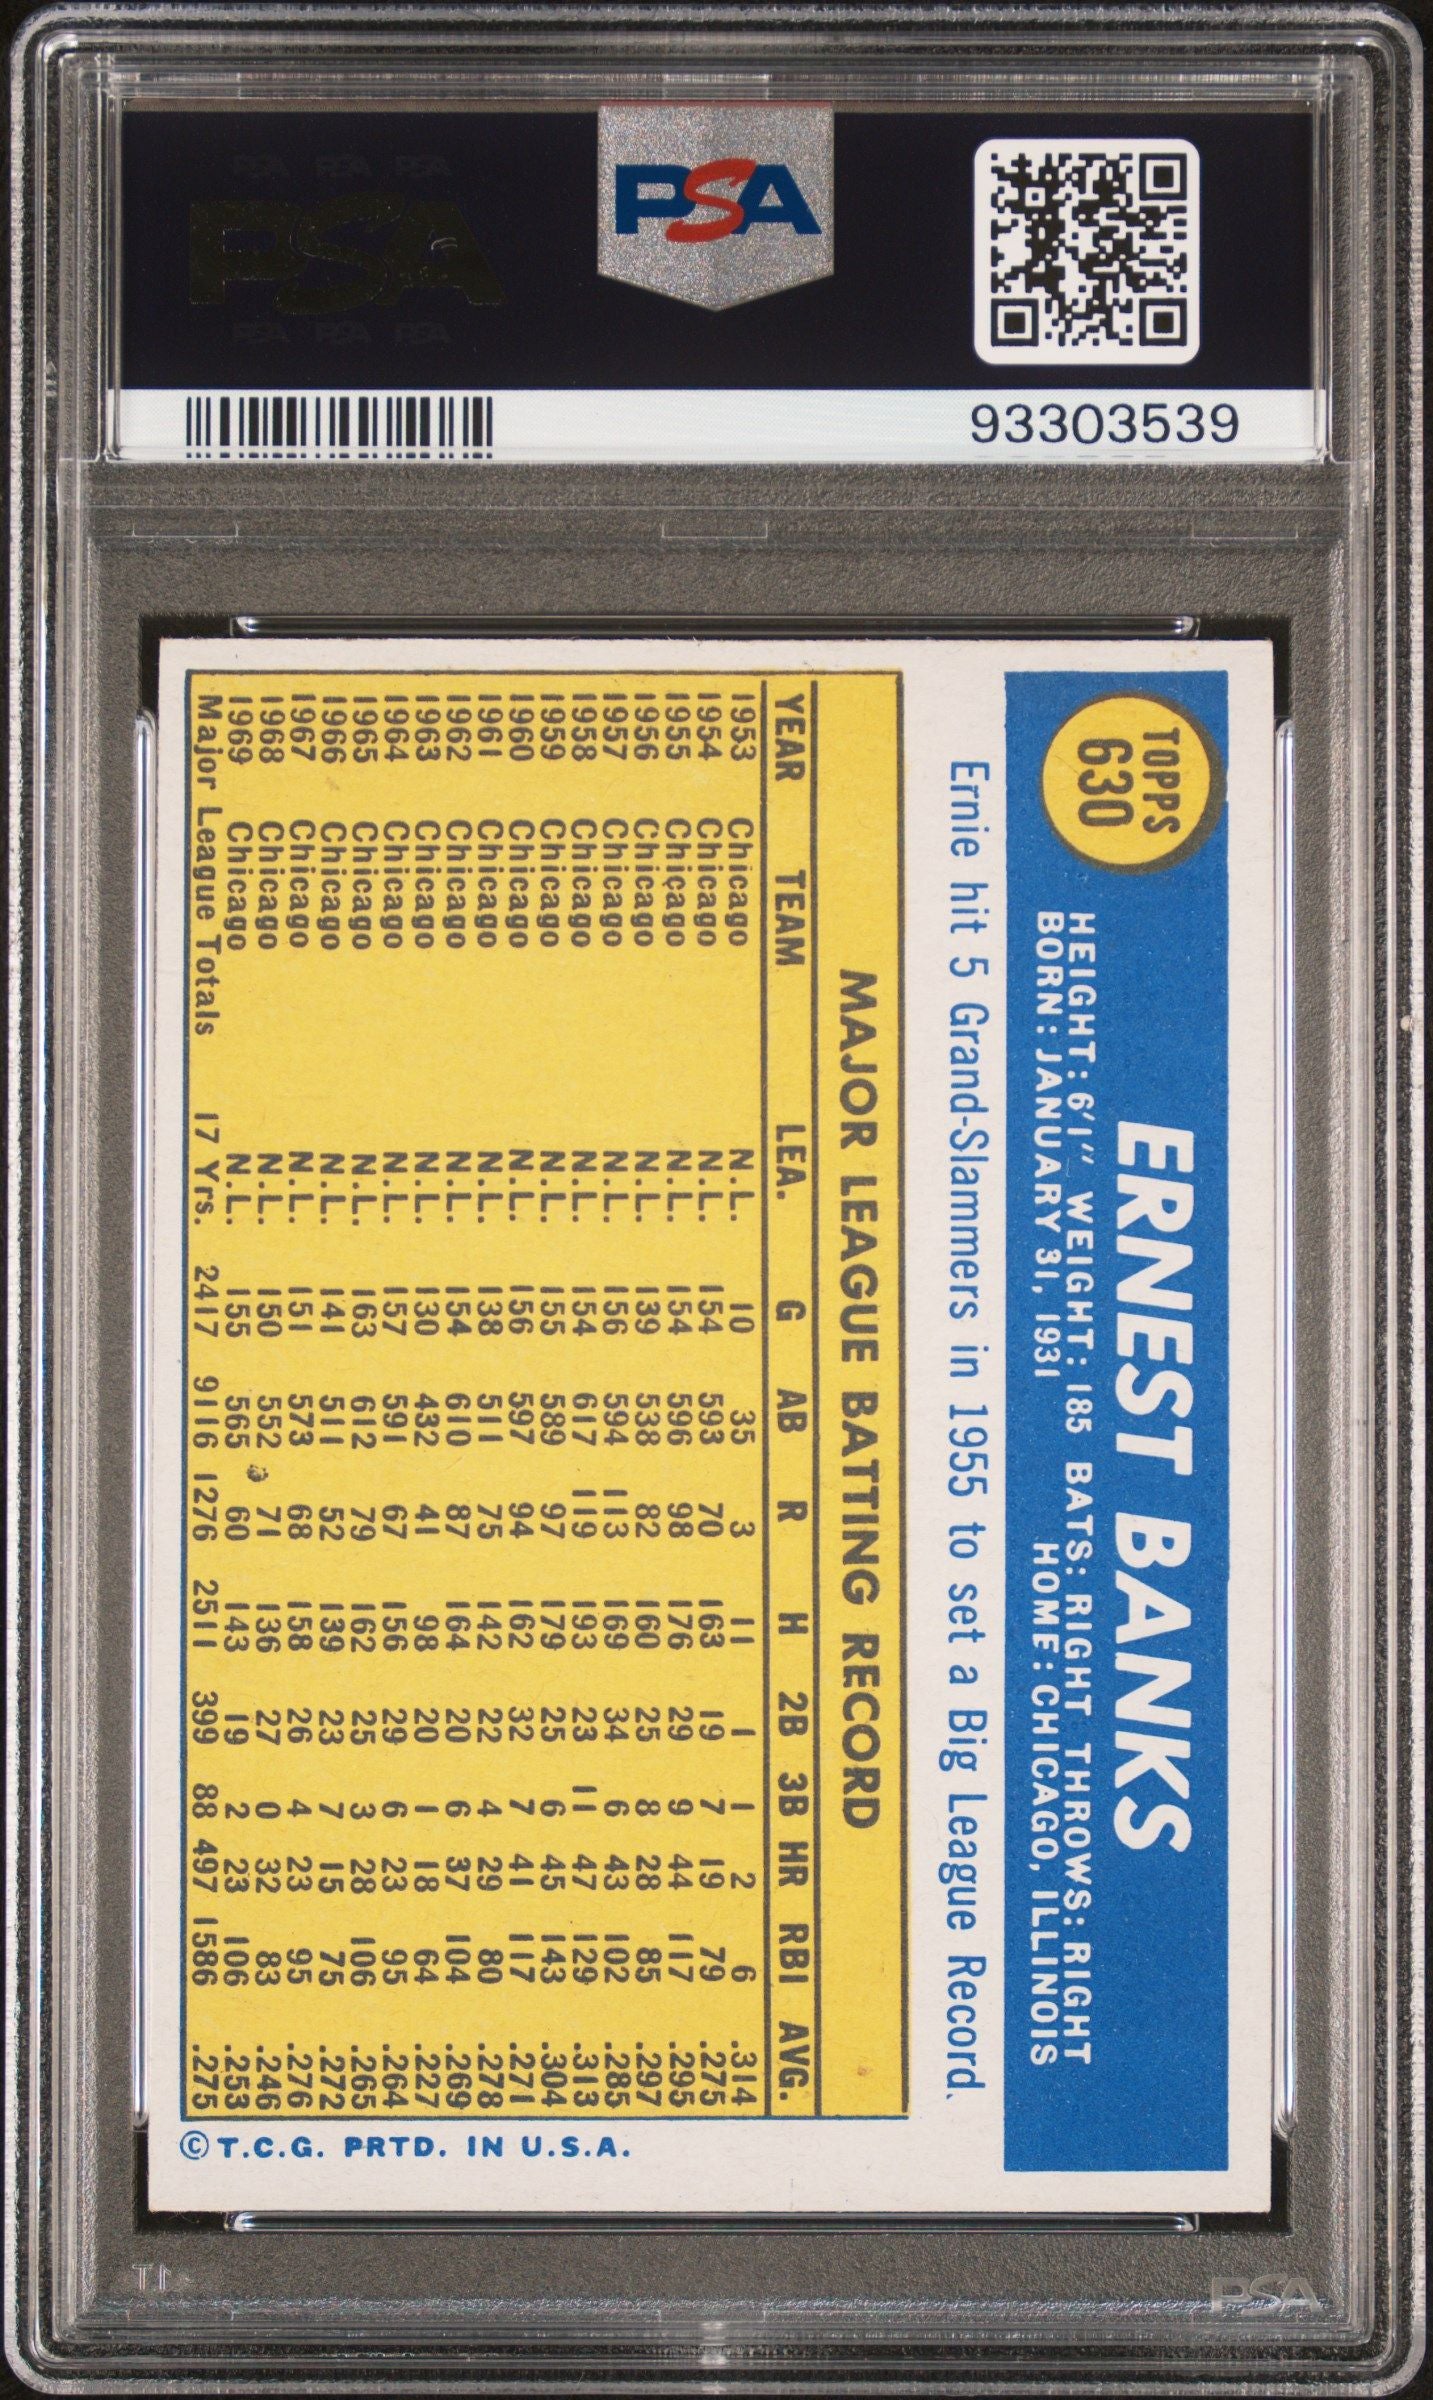 PSA PSA PSA
PSA
PSA PSA PSA
PSA
93303539
TOPPS
630
ERNEST BANKS
HEIGHT: 6'1" WEIGHT: 185 BATS: RIGHT THROWS: RIGHT
BORN: JANUARY 31, 1931 HOME: CHICAGO, ILLINOIS
Ernie hit 5 Grand-Slammers in 1955 to set a Big League Record.
MAJOR LEAGUE BATTING RECORD
YEAR TEAM LEA. G AB R H 2B 3B HR RBI AVG.
1953 Chicago N.L. 10 35 3 11 1 1 2 6 .314
1954 Chicago N.L. 154 593 70 163 19 7 19 79 .275
1955 Chicago N.L. 154 596 98 176 29 9 44 117 .295
1956 Chicago N.L. 139 538 82 160 25 8 28 85 .297
1957 Chicago N.L. 156 594 113 169 34 6 43 102 .285
1958 Chicago N.L. 154 617 119 193 23 11 47 129 .313
1959 Chicago N.L. 155 589 97 179 25 6 45 143 .304
1960 Chicago N.L. 156 597 94 162 32 7 41 117 .271
1961 Chicago N.L. 138 511 75 142 22 4 29 80 .278
1962 Chicago N.L. 154 610 87 164 20 6 37 104 .269
1963 Chicago N.L. 130 432 41 98 20 1 18 64 .227
1964 Chicago N.L. 157 591 67 156 29 6 23 95 .264
1965 Chicago N.L. 163 612 79 162 25 3 28 106 .265
1966 Chicago N.L. 141 511 52 139 23 7 15 75 .272
1967 Chicago N.L. 151 573 68 158 26 4 23 95 .276
1968 Chicago N.L. 150 552 71 136 27 0 32 83 .246
1969 Chicago N.L. 155 565 60 143 19 2 23 106 .253
Major League Totals 17 Yrs. 2417 9116 1276 2511 399 88 497 1586 .275
©T.C.G. PRTD. IN U.S.A.
PSA